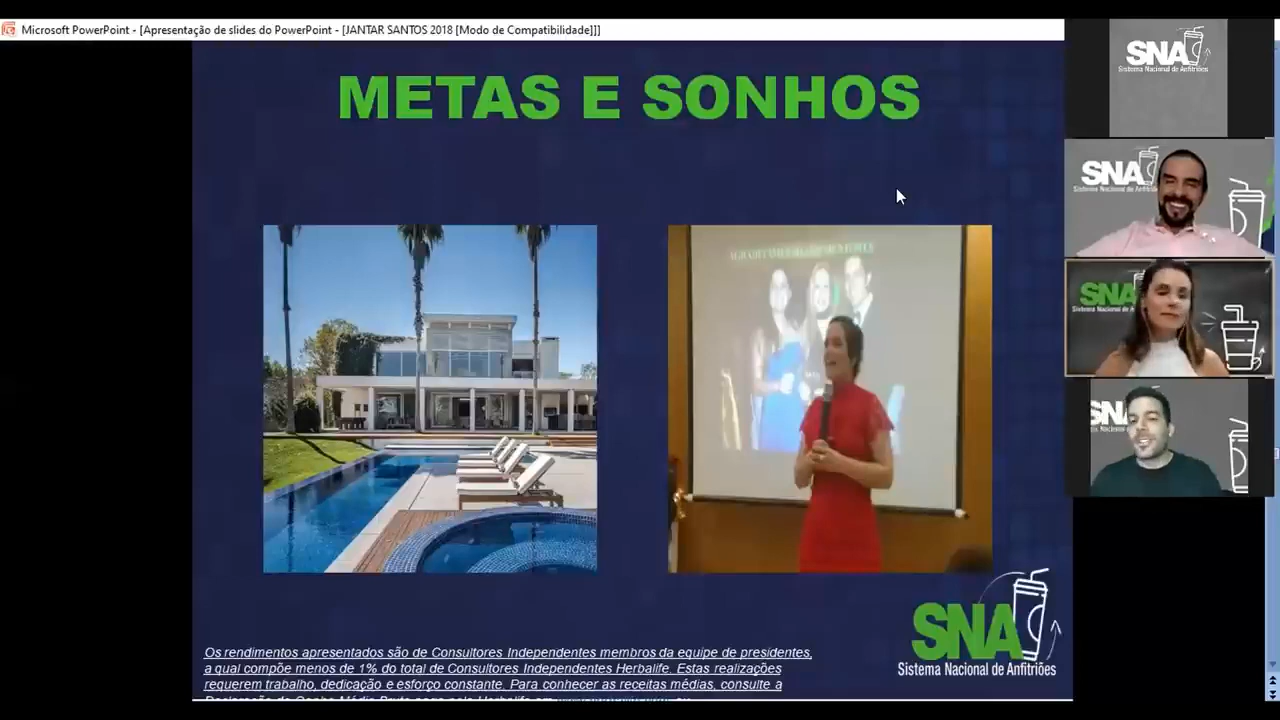 Microsoft PowerPoint - [Apresentação de slides do PowerPoint - [JANTAR SANTOS 2018 [Modo de Compatibilidade]]]
METAS E SONHOS
SNA
Sistema Nacional de Anfitriões
SNA
Sistema Nacional de Anfitriõ
SNA
Sistema Nacional de
SNA
SNA
Sistema Nacional de Anfitriões
Os rendimentos apresentados são de Consultores Independentes membros da equipe de presidentes,
a qual compõe menos de 1% do total de Consultores Independentes Herbalife. Estas realizações
requerem trabalho, dedicação e esforço constante. Para conhecer as receitas médias, consulte a